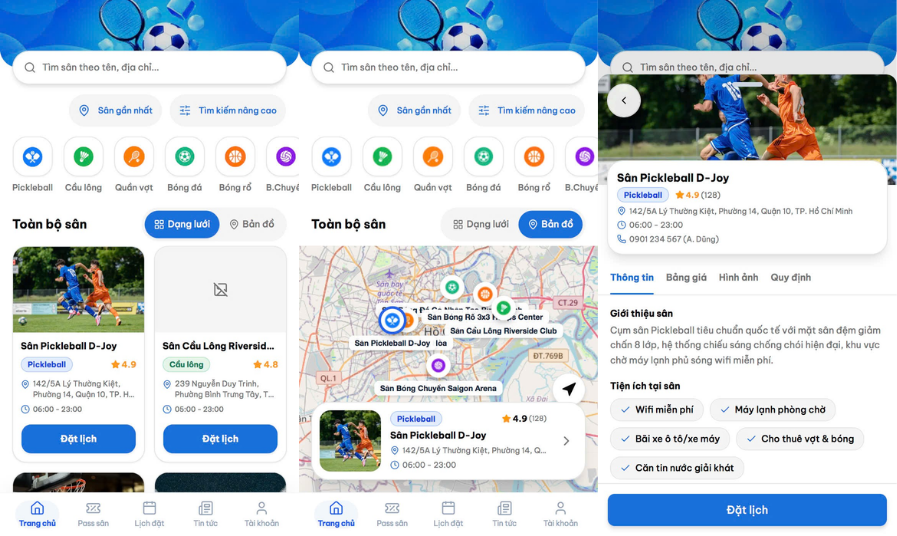 Tìm sân theo tên, địa chỉ...
Sân gần nhất
Tìm kiếm nâng cao
Pickleball
Cầu lông
Quần vợt
Bóng đá
Bóng rổ
B.Chuyề
Toàn bộ sân
Dạng lưới
Bản đồ
Sân Pickleball D-Joy
Pickleball
4.9
142/5A Lý Thường Kiệt,
Phường 14, Quận 10, TP. H...
06:00 - 23:00
Đặt lịch
Sân Cầu Lông Riversid...
Cầu lông
4.8
239 Nguyễn Duy Trinh,
Phường Bình Trưng Tây, T...
06:00 - 23:00
Đặt lịch
Trang chủ
Pass sân
Lịch đặt
Tin tức
Tài khoản
Tìm sân theo tên, địa chỉ...
Sân gần nhất
Tìm kiếm nâng cao
Pickleball
Cầu lông
Quần vợt
Bóng đá
Bóng rổ
B.Chuyề
Toàn bộ sân
Dạng lưới
Bản đồ
Sân bay
quốc tế
CT.29
Sân Bóng Rổ 3x3
Center
Sân Cầu Lông Riverside Club
Sân Pickleball D-Joy
ĐT.769B
QL.1
Sân Bóng Chuyền Saigon Arena
Pickleball
4.9 (128)
Sân Pickleball D-Joy
142/5A Lý Thường Kiệt, Phường 14, Q...
06:00 - 23:00
Trang chủ
Pass sân
Lịch đặt
Tin tức
Tài khoản
Tìm sân theo tên, địa chỉ...
Sân Pickleball D-Joy
Pickleball
4.9 (128)
142/5A Lý Thường Kiệt, Phường 14, Quận 10, TP. Hồ Chí Minh
06:00 - 23:00
0901 234 567 (A. Dũng)
Thông tin
Bảng giá
Hình ảnh
Quy định
Giới thiệu sân
Cụm sân Pickleball tiêu chuẩn quốc tế với mặt sân đệm giảm
chấn 8 lớp, hệ thống chiếu sáng chống chói hiện đại, khu vực
chờ máy lạnh phủ sóng wifi miễn phí.
Tiện ích tại sân
Wifi miễn phí
Máy lạnh phòng chờ
Bãi xe ô tô/xe máy
Cho thuê vợt & bóng
Căn tin nước giải khát
Đặt lịch